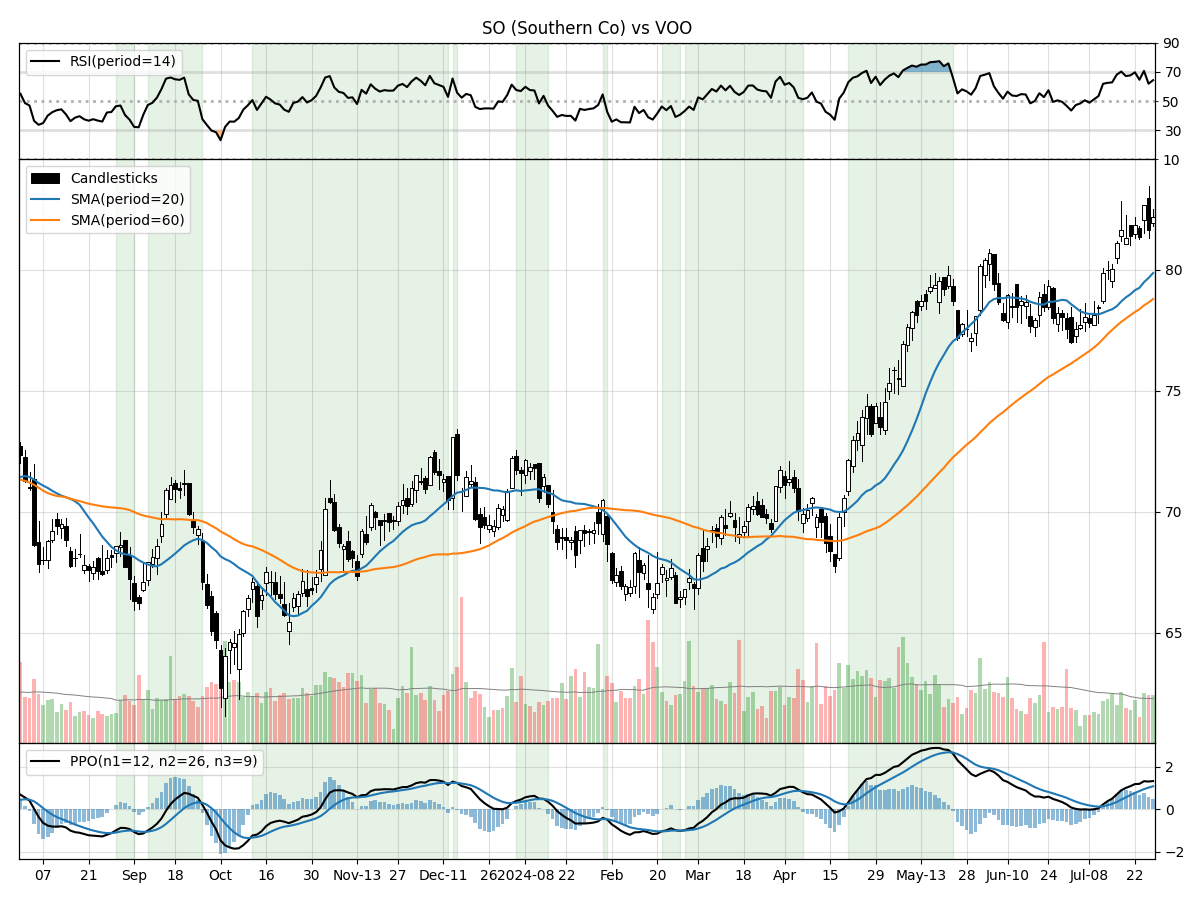 SO (Southern Co) vs VOO
RSI(period=14)
90
70
50
30
10
Candlesticks
SMA(period=20)
SMA(period=60)
80
75
70
65
PPO(n1=12, n2=26, n3=9)
2
0
−2
07 21 Sep 18 Oct 16 30 Nov-13 27 Dec-11 26 2024-08 22 Feb 20 Mar 18 Apr 15 29 May-13 28 Jun-10 24 Jul-08 22